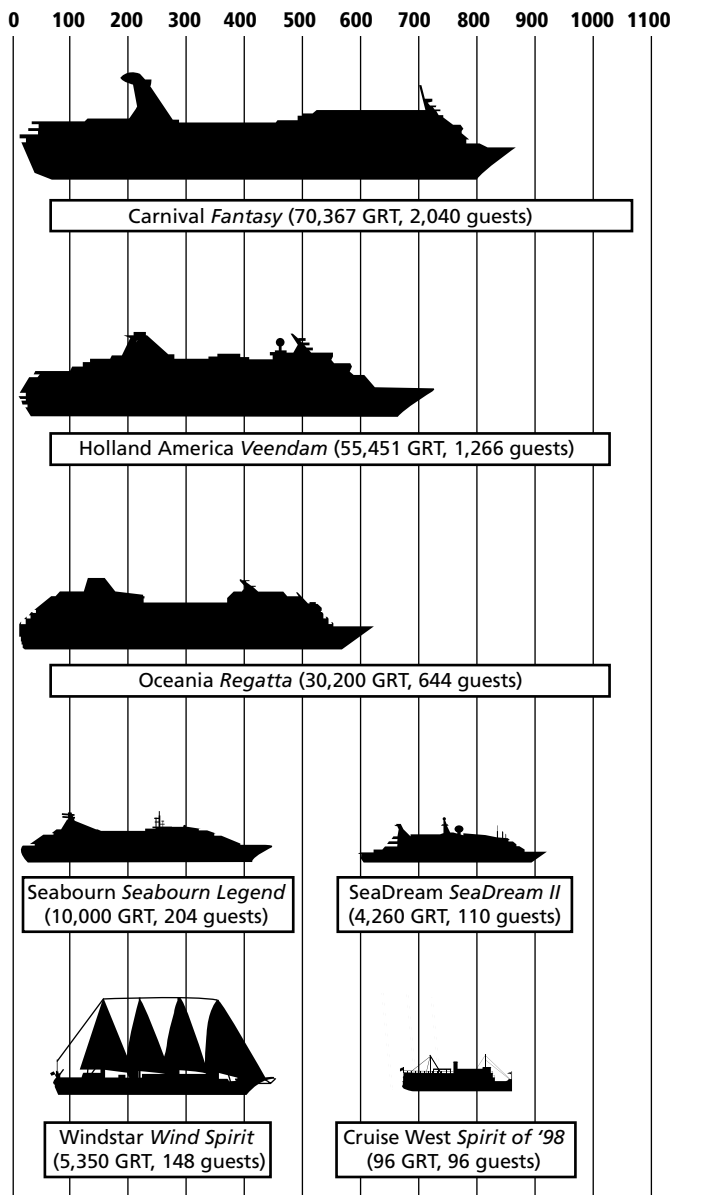 0 100 200 300 400 500 600 700 800 900 1000 1100
Carnival Fantasy (70,367 GRT, 2,040 guests)
Holland America Veendam (55,451 GRT, 1,266 guests)
Oceania Regatta (30,200 GRT, 644 guests)
Seabourn Seabourn Legend
(10,000 GRT, 204 guests)
SeaDream SeaDream II
(4,260 GRT, 110 guests)
Windstar Wind Spirit
(5,350 GRT, 148 guests)
Cruise West Spirit of ‘98
(96 GRT, 96 guests)